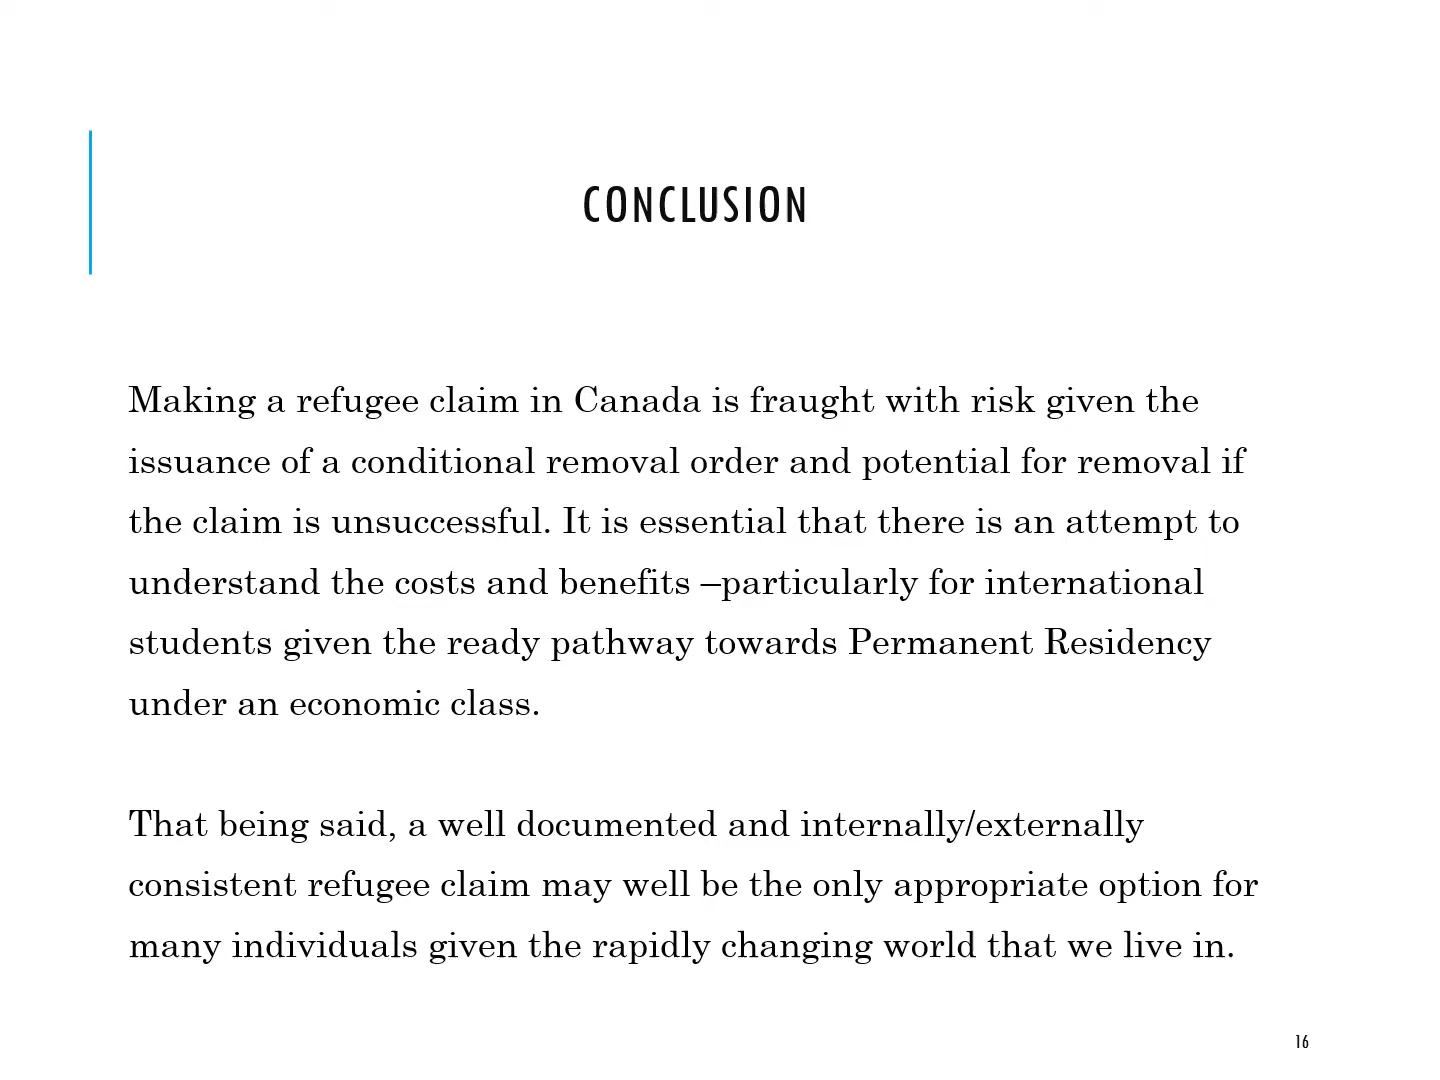 CONCLUSION
Making a refugee claim in Canada is fraught with risk given the
issuance of a conditional removal order and potential for removal if
the claim is unsuccessful. It is essential that there is an attempt to
understand the costs and benefits –particularly for international
students given the ready pathway towards Permanent Residency
under an economic class.
That being said, a well documented and internally/externally
consistent refugee claim may well be the only appropriate option for
many individuals given the rapidly changing world that we live in.
16